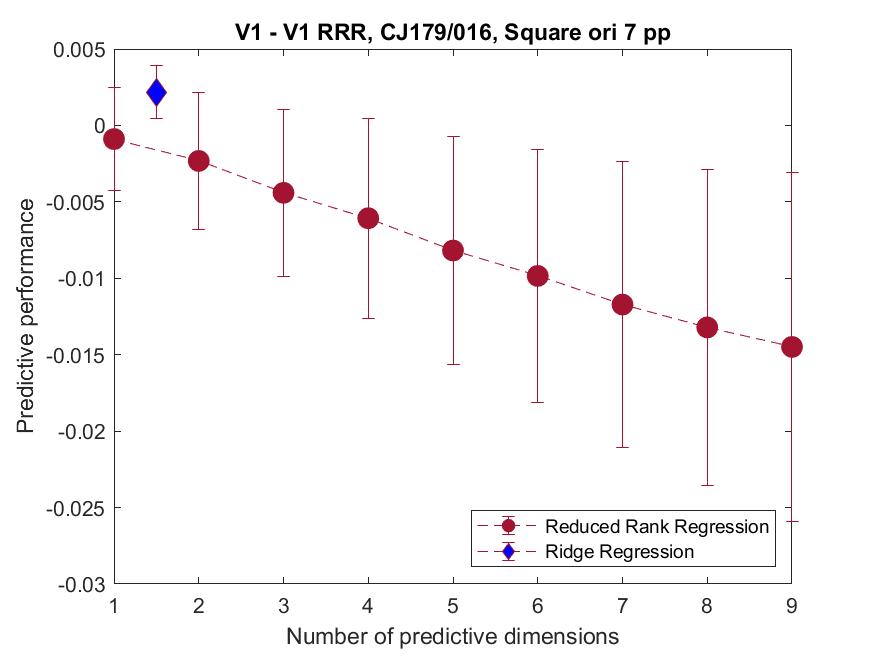 V1 - V1 RRR, CJ179/016, Square ori 7 pp
0.005
0
-0.005
-0.01
-0.015
-0.02
-0.025
-0.03
Predictive performance
Reduced Rank Regression
Ridge Regression
1 2 3 4 5 6 7 8 9
Number of predictive dimensions